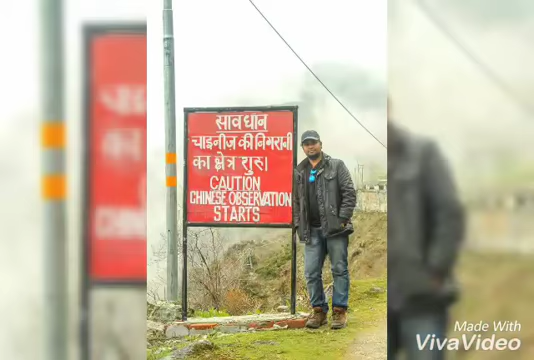 सावधान
चाइनीज की निगरानी
का क्षेत्र शुरू।
CAUTION
CHINESE OBSERVATION
STARTS
Made With
VivaVideo